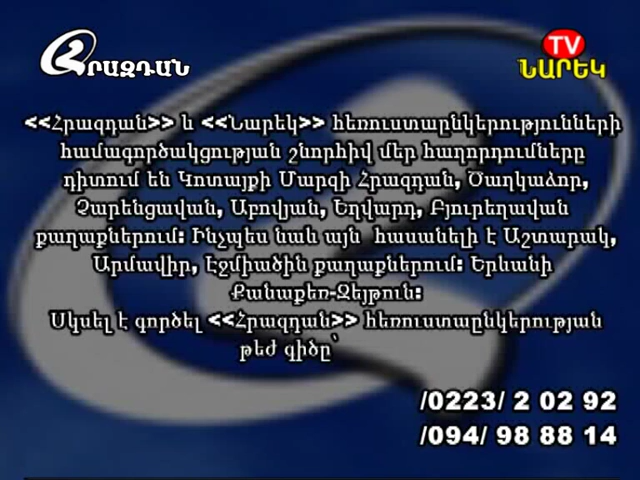 ՀՐԱԶԴԱՆ
TV
ՆԱՐԵԿ
<<Հրազդան>> և <<Նարեկ>> հեռուստաընկերությունների
համագործակցության շնորհիվ մեր հաղորդումները
դիտում են Կոտայքի Մարզի Հրազդան, Ծաղկաձոր,
Չարենցավան, Աբովյան, Եղվարդ, Բյուրեղավան
քաղաքներում: Ինչպես նաև այն հասանելի է Աշտարակ,
Արմավիր, Էջմիածին քաղաքներում: Երևանի
Քանաքեռ-Զեյթուն:
Սկսել է գործել <<Հրազդան>> հեռուստաընկերության
թեժ գիծը՝
/0223/ 2 02 92
/094/ 98 88 14